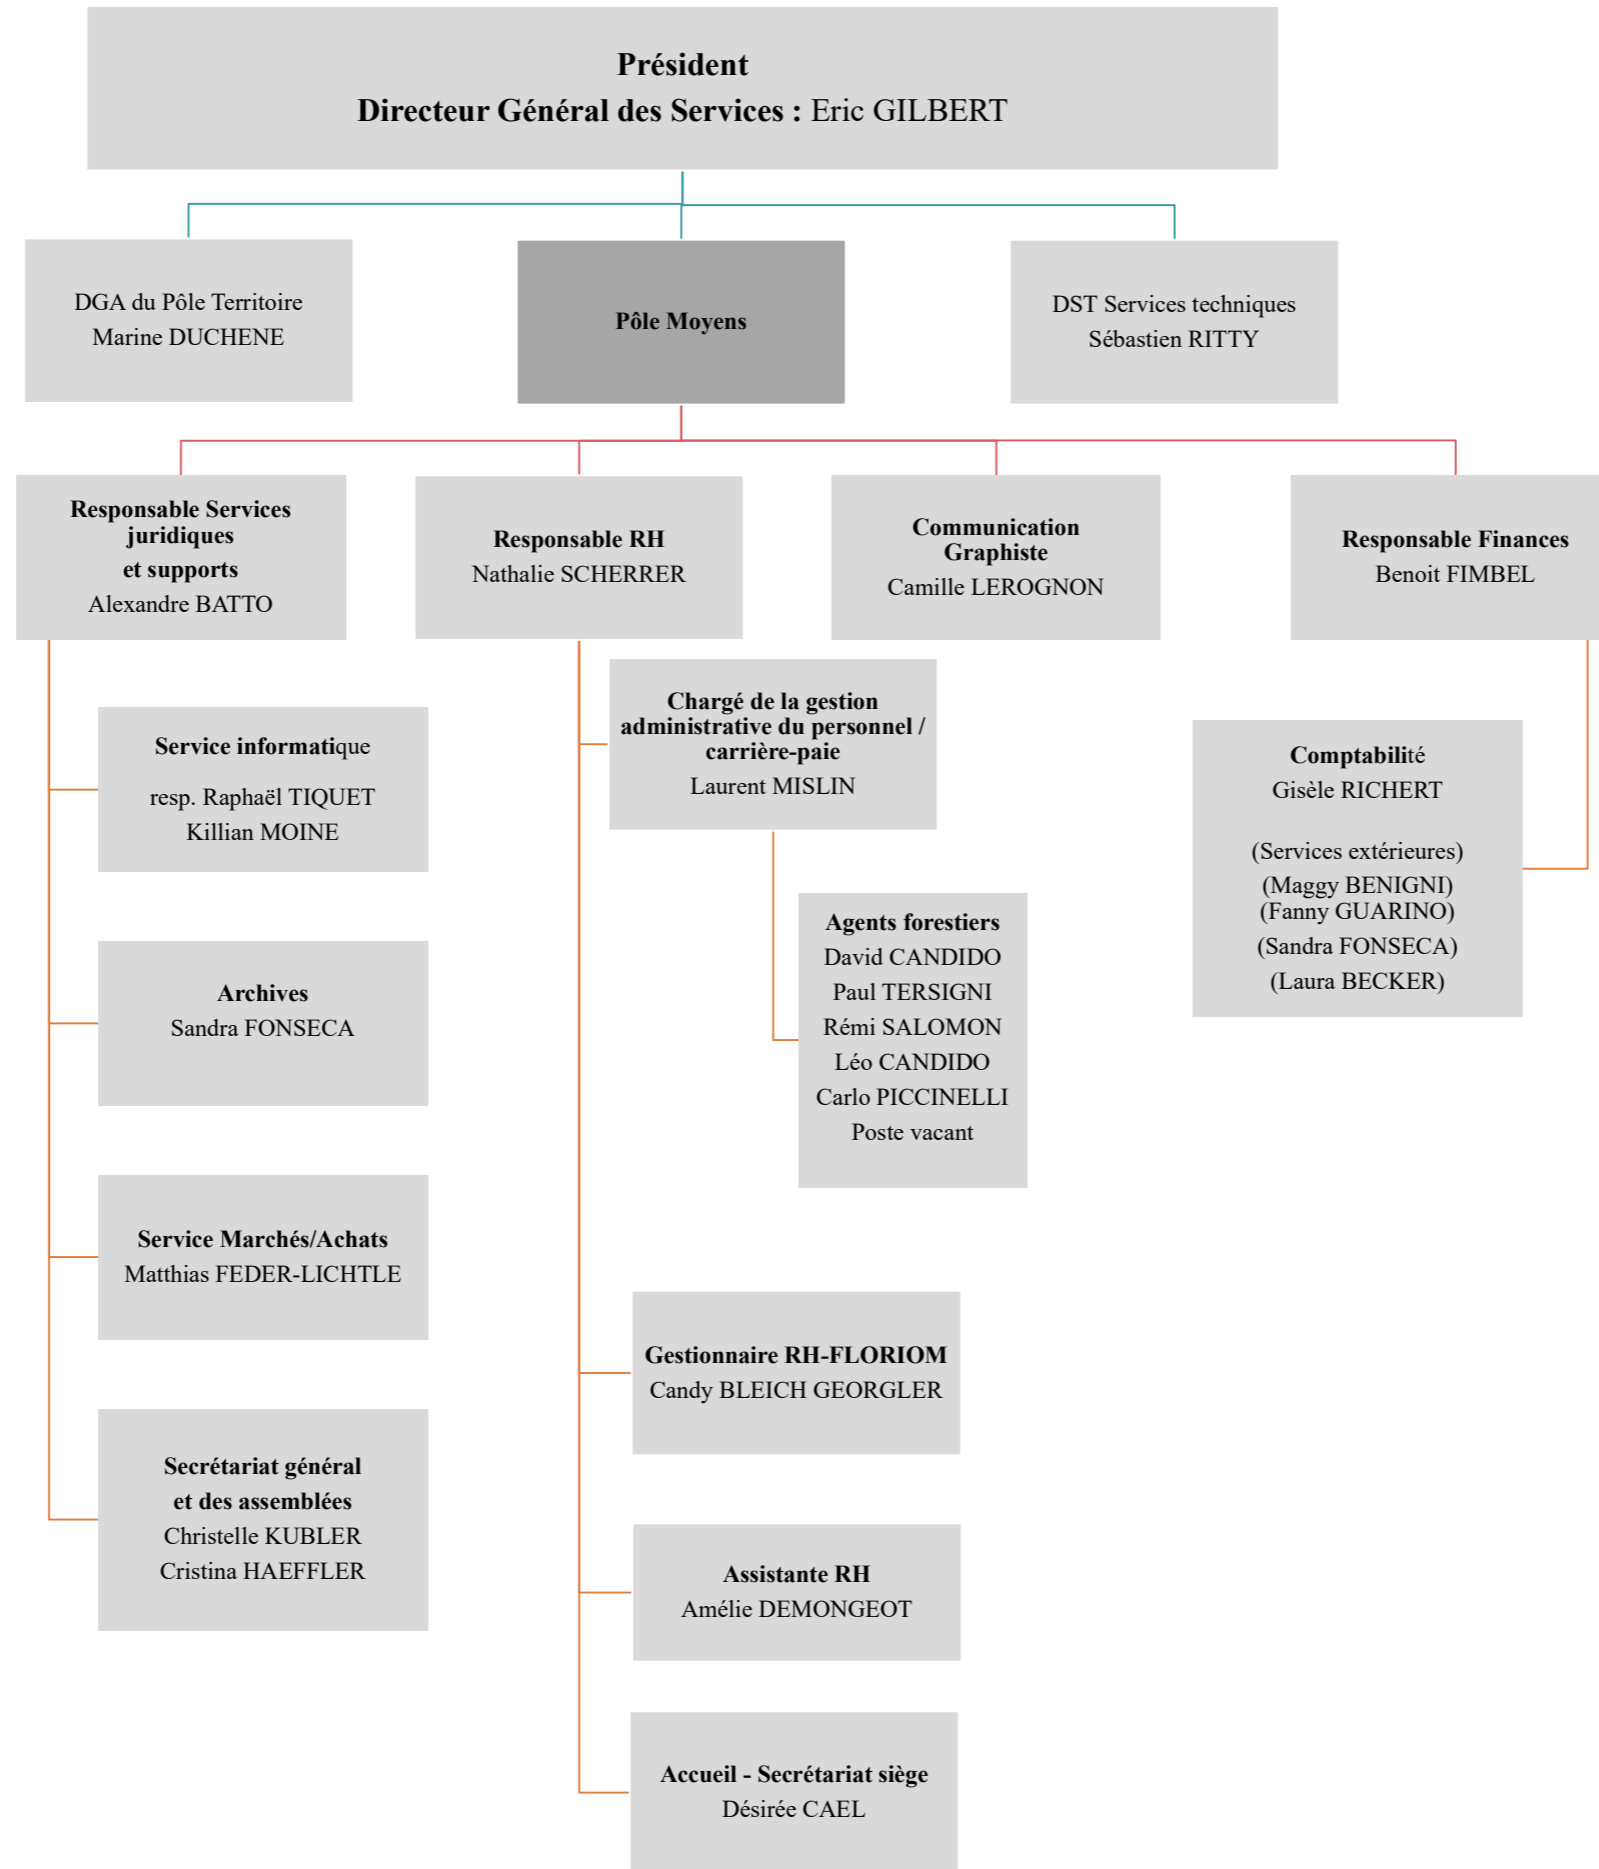 Président
Directeur Général des Services : Eric GILBERT
DGA du Pôle Territoire
Marine DUCHENE
Pôle Moyens
DST Services techniques
Sébastien RITTY
Responsable Services
juridiques
et supports
Alexandre BATTO
Responsable RH
Nathalie SCHERRER
Communication
Graphiste
Camille LEROGNON
Responsable Finances
Benoit FIMBEL
Service informatique
resp. Raphaël TIQUET
Killian MOINE
Archives
Sandra FONSECA
Service Marchés/Achats
Matthias FEDER-LICHTLE
Secrétariat général
et des assemblées
Christelle KUBLER
Cristina HAEFFLER
Chargé de la gestion
administrative du personnel /
carrière-paie
Laurent MISLIN
Agents forestiers
David CANDIDO
Paul TERSIGNI
Rémi SALOMON
Léo CANDIDO
Carlo PICCINELLI
Poste vacant
Gestionnaire RH-FLORIOM
Candy BLEICH GEORGLER
Assistante RH
Amélie DEMONGEOT
Accueil - Secrétariat siège
Désirée CAEL
Comptabilité
Gisèle RICHERT
(Services extérieures)
(Maggy BENIGNI)
(Fanny GUARINO)
(Sandra FONSECA)
(Laura BECKER)